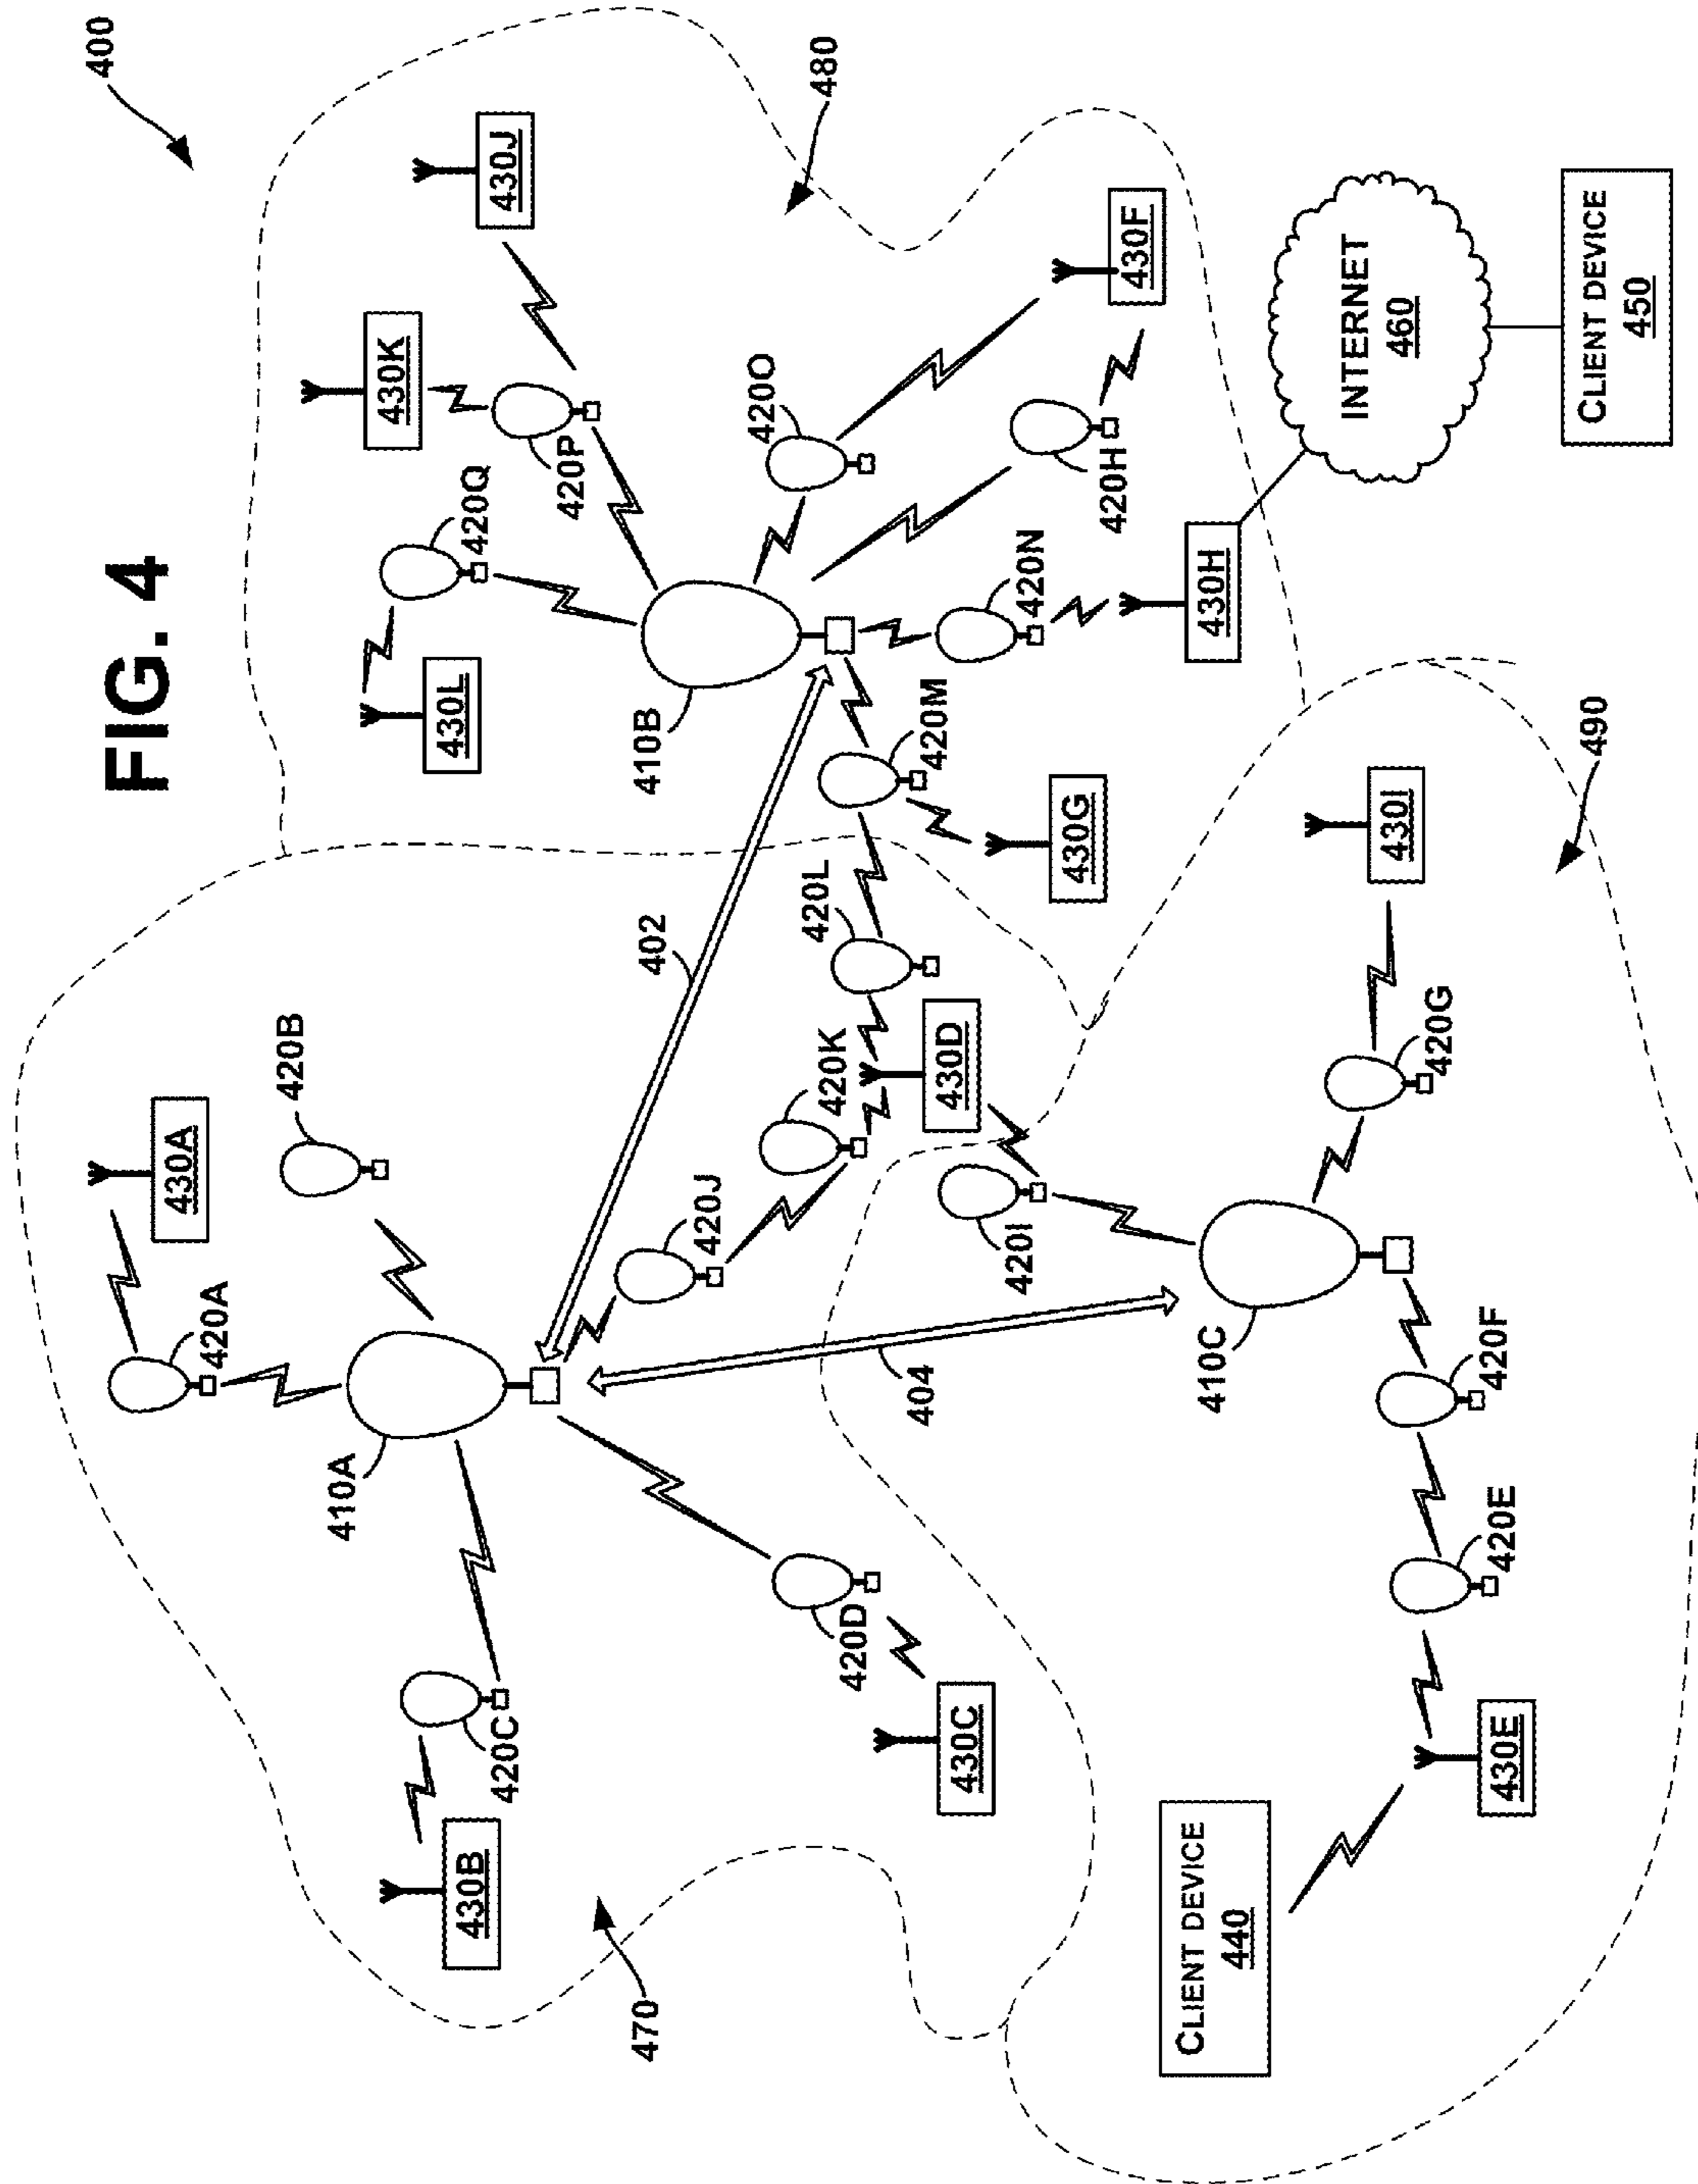 FIG. 4
400
430A
420A
420B
410A
430K
430L
430B
420Q
430J
420C
420P
470
410B
402
420J
420O
420L
480
420K
420D
404
420M
430D
430C
420I
420N
430G
420H
430F
CLIENT DEVICE
440
410C
430H
INTERNET
460
430I
420G
420F
420E
430E
490
CLIENT DEVICE
450